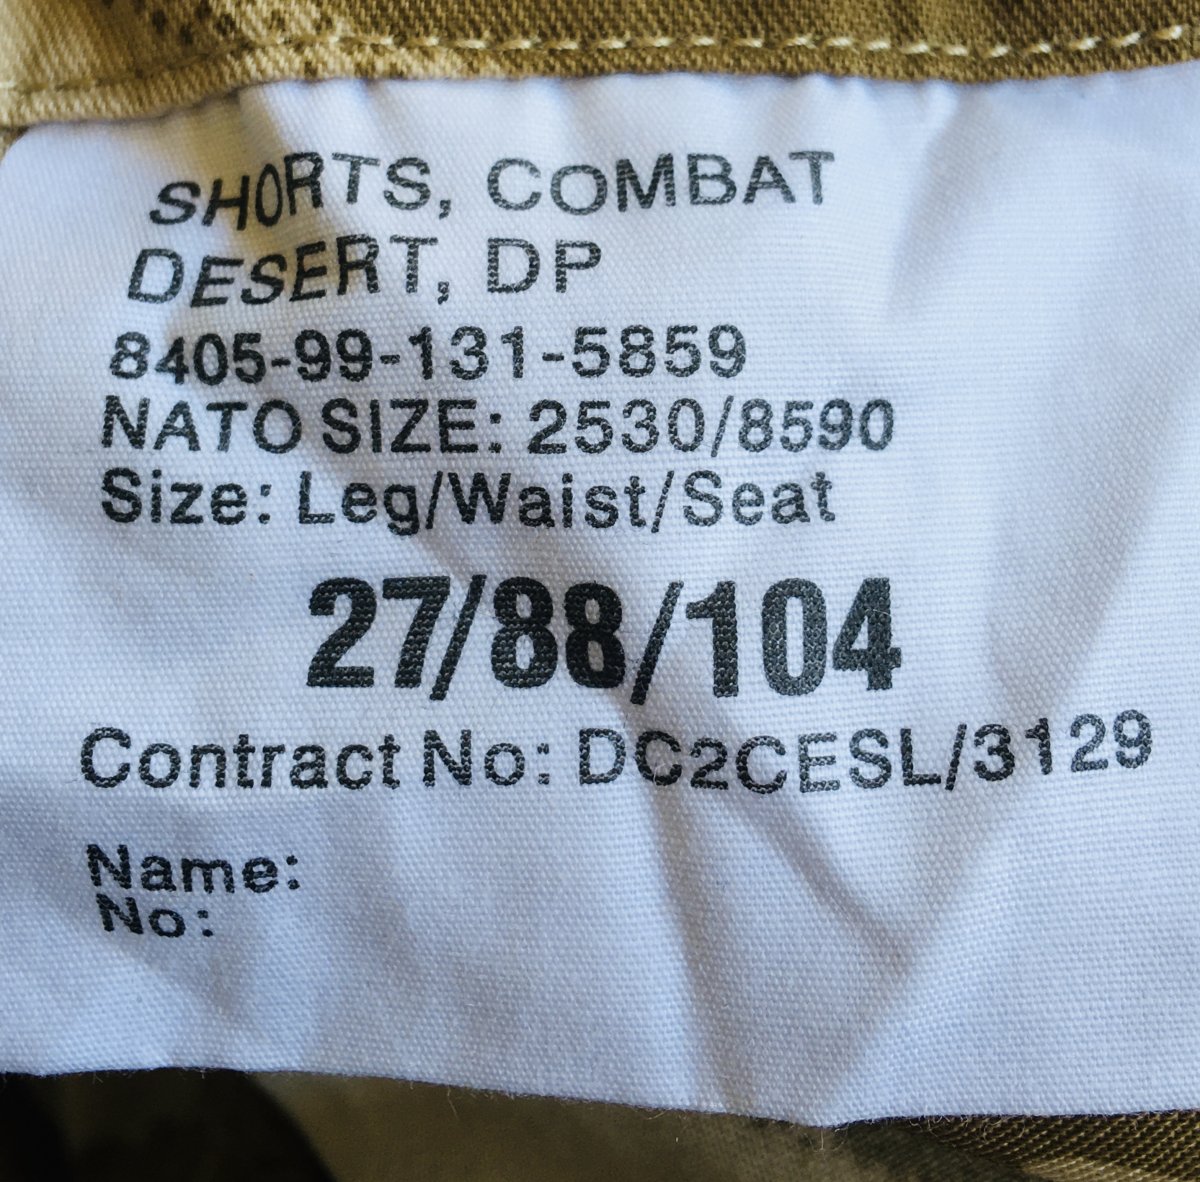 SHORTS, COMBAT
DESERT, DP
8405-99-131-5859
NATO SIZE: 2530/8590
Size: Leg/Waist/Seat
27/88/104
Contract No: DC2CESL/3129
Name:
No: